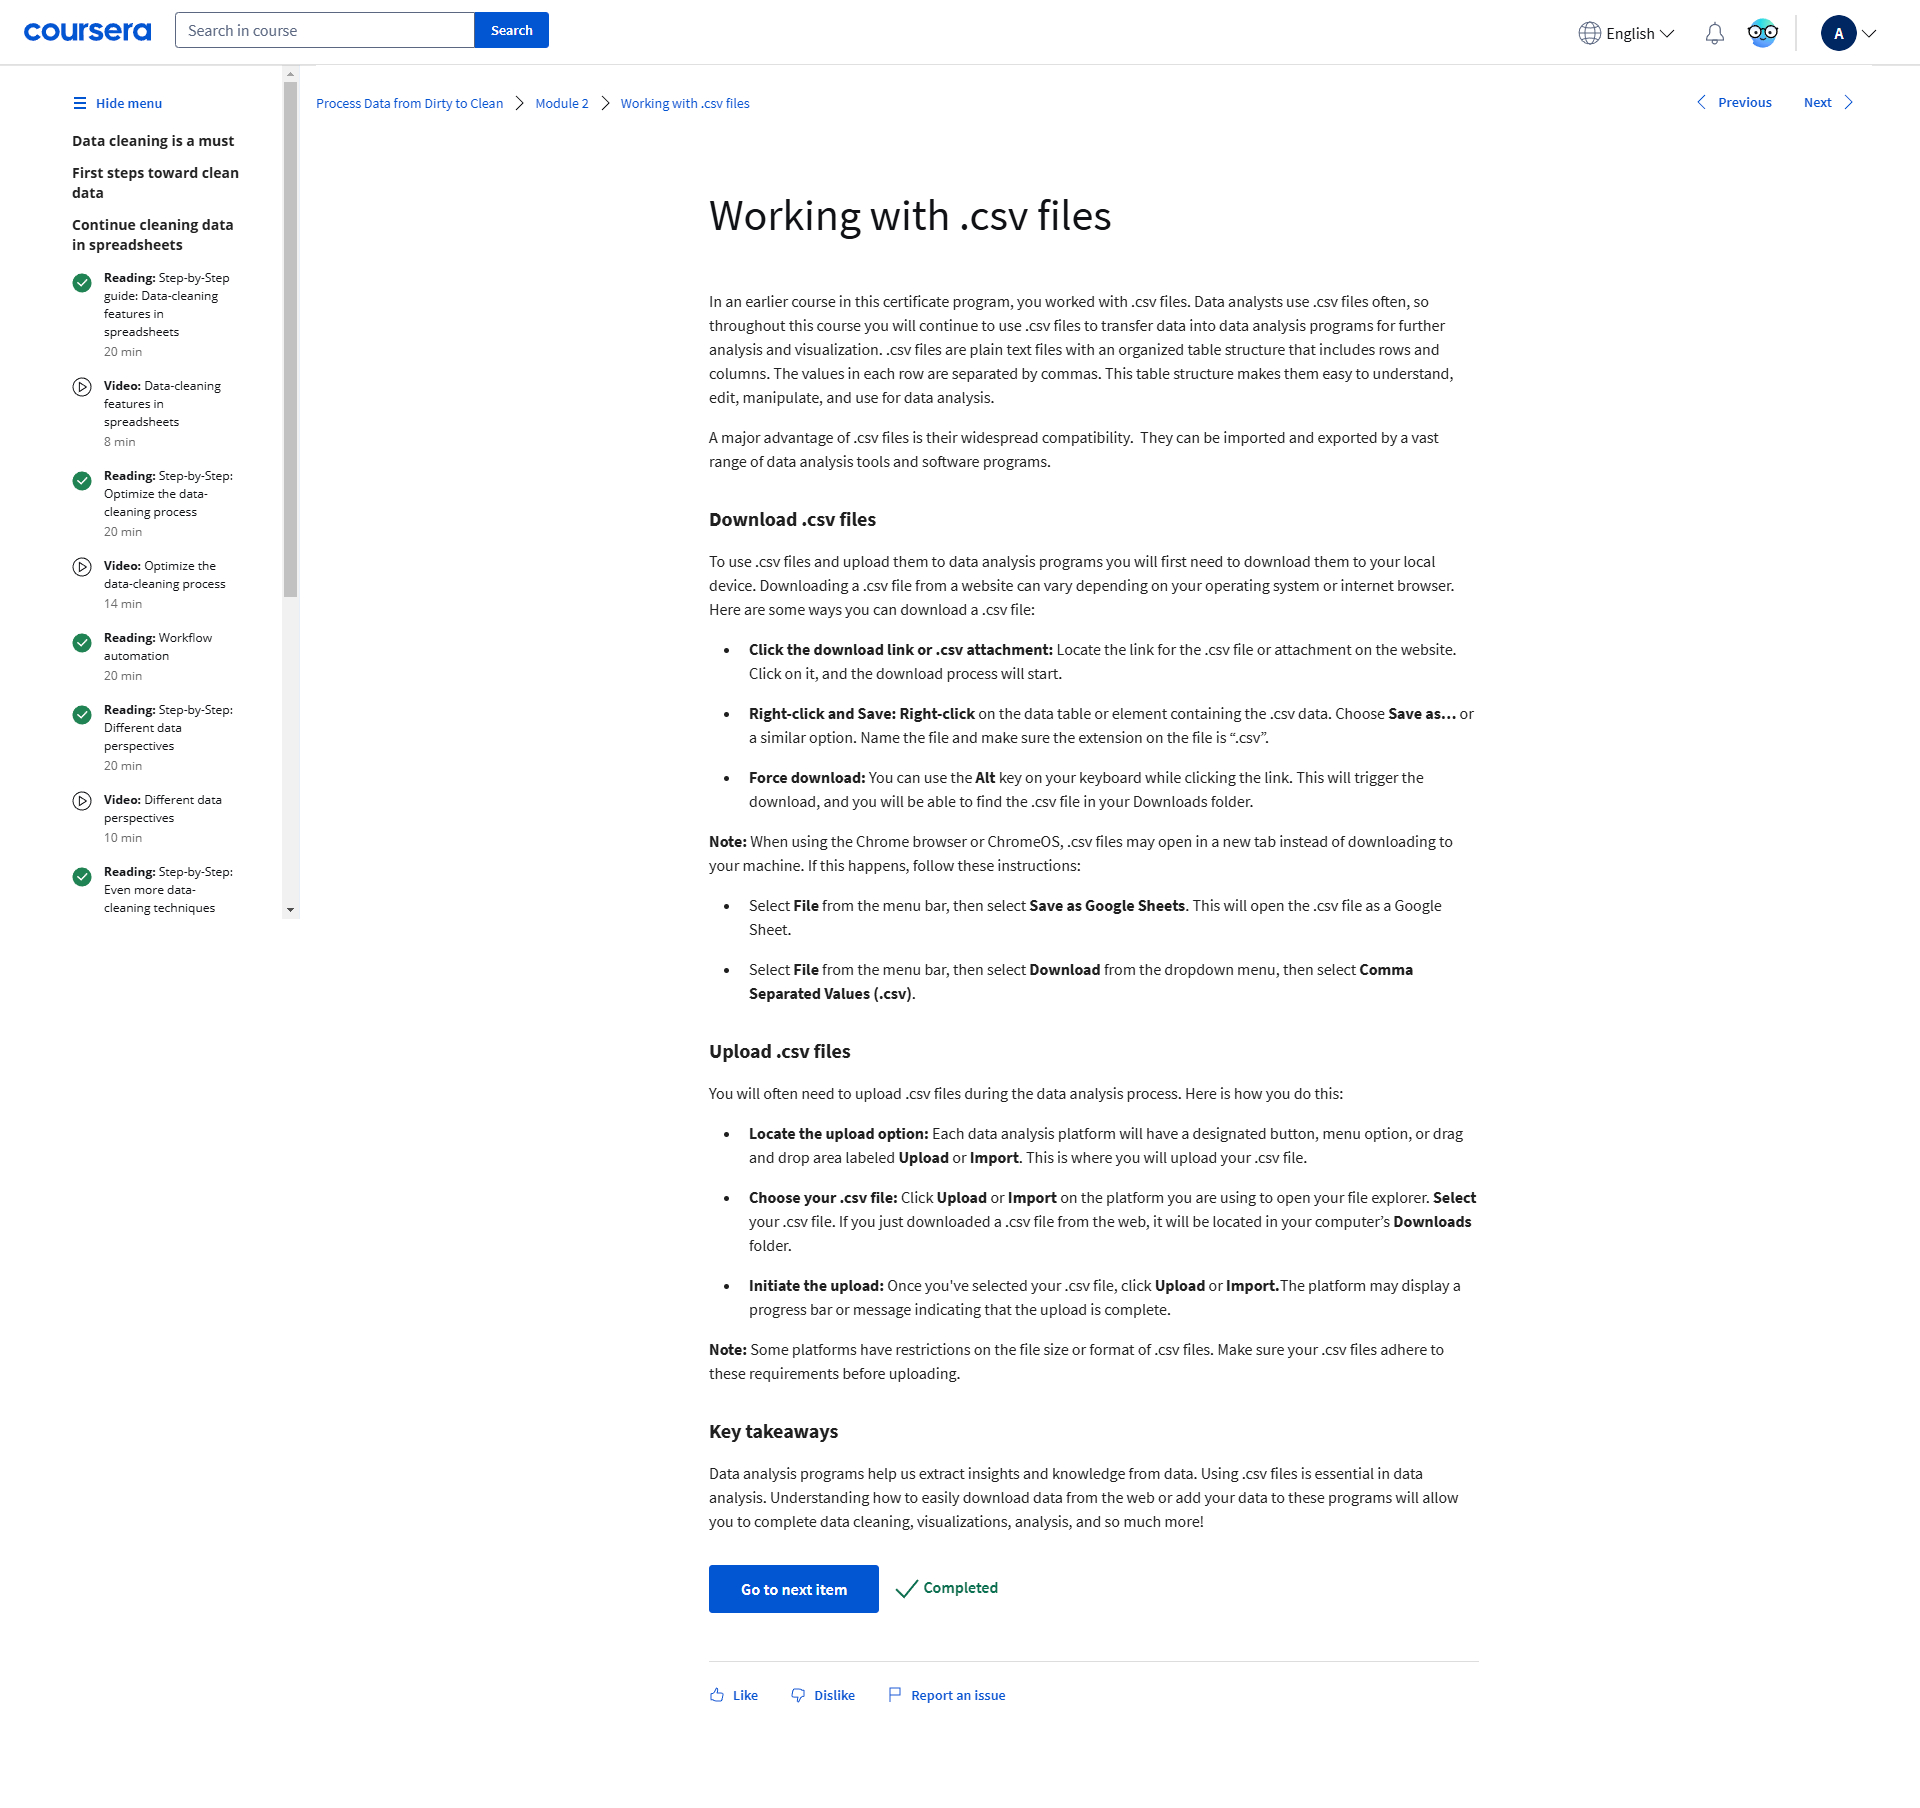 coursera
Search in course
Search
English
A
Hide menu
Data cleaning is a must
First steps toward clean
data
Continue cleaning data
in spreadsheets
Reading: Step-by-Step
guide: Data-cleaning
features in
spreadsheets
20 min
Video: Data-cleaning
features in
spreadsheets
8 min
Reading: Step-by-Step:
Optimize the data-
cleaning process
20 min
Video: Optimize the
data-cleaning process
14 min
Reading: Workflow
automation
20 min
Reading: Step-by-Step:
Different data
perspectives
20 min
Video: Different data
perspectives
10 min
Reading: Step-by-Step:
Even more data-
cleaning techniques
Process Data from Dirty to Clean
Module 2
Working with .csv files
Previous
Next
Working with .csv files
In an earlier course in this certificate program, you worked with .csv files. Data analysts use .csv files often, so
throughout this course you will continue to use .csv files to transfer data into data analysis programs for further
analysis and visualization. .csv files are plain text files with an organized table structure that includes rows and
columns. The values in each row are separated by commas. This table structure makes them easy to understand,
edit, manipulate, and use for data analysis.
A major advantage of .csv files is their widespread compatibility.  They can be imported and exported by a vast
range of data analysis tools and software programs.
Download .csv files
To use .csv files and upload them to data analysis programs you will first need to download them to your local
device. Downloading a .csv file from a website can vary depending on your operating system or internet browser.
Here are some ways you can download a .csv file:
• Click the download link or .csv attachment: Locate the link for the .csv file or attachment on the website.
Click on it, and the download process will start.
• Right-click and Save: Right-click on the data table or element containing the .csv data. Choose Save as… or
a similar option. Name the file and make sure the extension on the file is “.csv”.
• Force download: You can use the Alt key on your keyboard while clicking the link. This will trigger the
download, and you will be able to find the .csv file in your Downloads folder.
Note: When using the Chrome browser or ChromeOS, .csv files may open in a new tab instead of downloading to
your machine. If this happens, follow these instructions:
• Select File from the menu bar, then select Save as Google Sheets. This will open the .csv file as a Google
Sheet.
• Select File from the menu bar, then select Download from the dropdown menu, then select Comma
Separated Values (.csv).
Upload .csv files
You will often need to upload .csv files during the data analysis process. Here is how you do this:
• Locate the upload option: Each data analysis platform will have a designated button, menu option, or drag
and drop area labeled Upload or Import. This is where you will upload your .csv file.
• Choose your .csv file: Click Upload or Import on the platform you are using to open your file explorer. Select
your .csv file. If you just downloaded a .csv file from the web, it will be located in your computer’s Downloads
folder.
• Initiate the upload: Once you've selected your .csv file, click Upload or Import.The platform may display a
progress bar or message indicating that the upload is complete.
Note: Some platforms have restrictions on the file size or format of .csv files. Make sure your .csv files adhere to
these requirements before uploading.
Key takeaways
Data analysis programs help us extract insights and knowledge from data. Using .csv files is essential in data
analysis. Understanding how to easily download data from the web or add your data to these programs will allow
you to complete data cleaning, visualizations, analysis, and so much more!
Go to next item
Completed
Like
Dislike
Report an issue